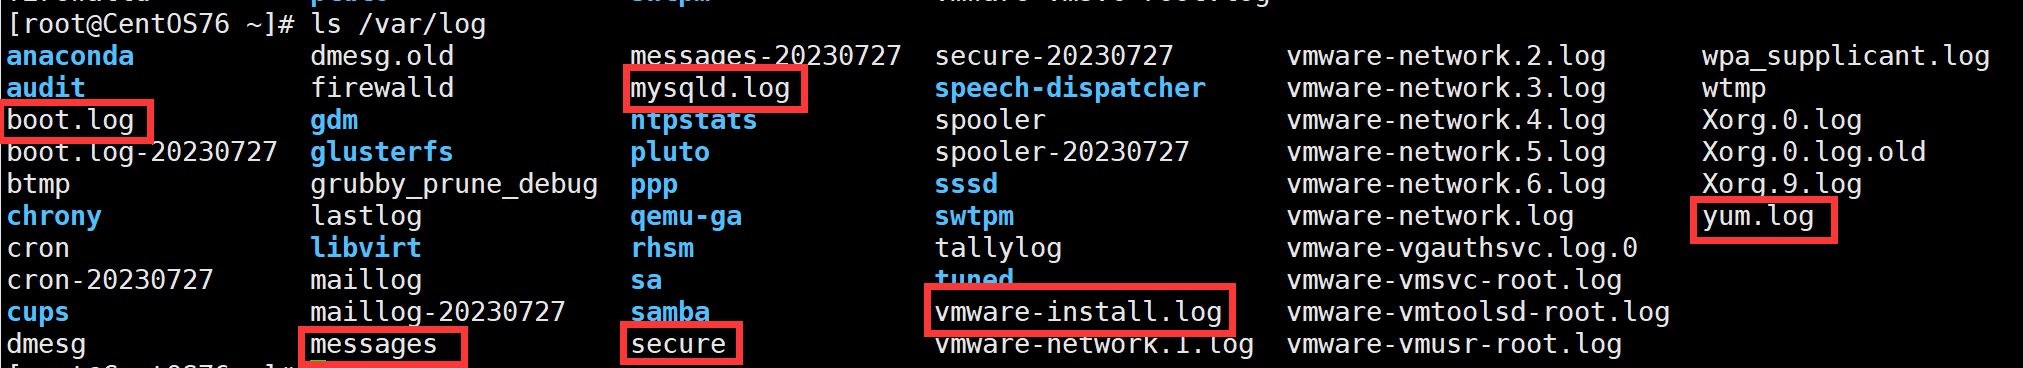 [root@CentOS76 ~]# ls /var/log
anaconda dmesg.old messages-20230727 secure-20230727 vmware-network.2.log wpa_supplicant.log
audit firewalld mysqld.log speech-dispatcher vmware-network.3.log wtmp
boot.log gdm ntpstats spooler vmware-network.4.log Xorg.0.log
boot.log-20230727 glusterfs pluto spooler-20230727 vmware-network.5.log Xorg.0.log.old
btmp grubby_prune_debug ppp sssd vmware-network.6.log Xorg.9.log
chrony lastlog qemu-ga swtpm vmware-network.log yum.log
cron libvirt rhsm tallylog vmware-vgauthsvc.log.0
cron-20230727 maillog sa tuned vmware-vmsvc-root.log
cups maillog-20230727 samba vmware-install.log vmware-vmtoolsd-root.log
dmesg messages secure vmware-network.1.log vmware-vmusr-root.log